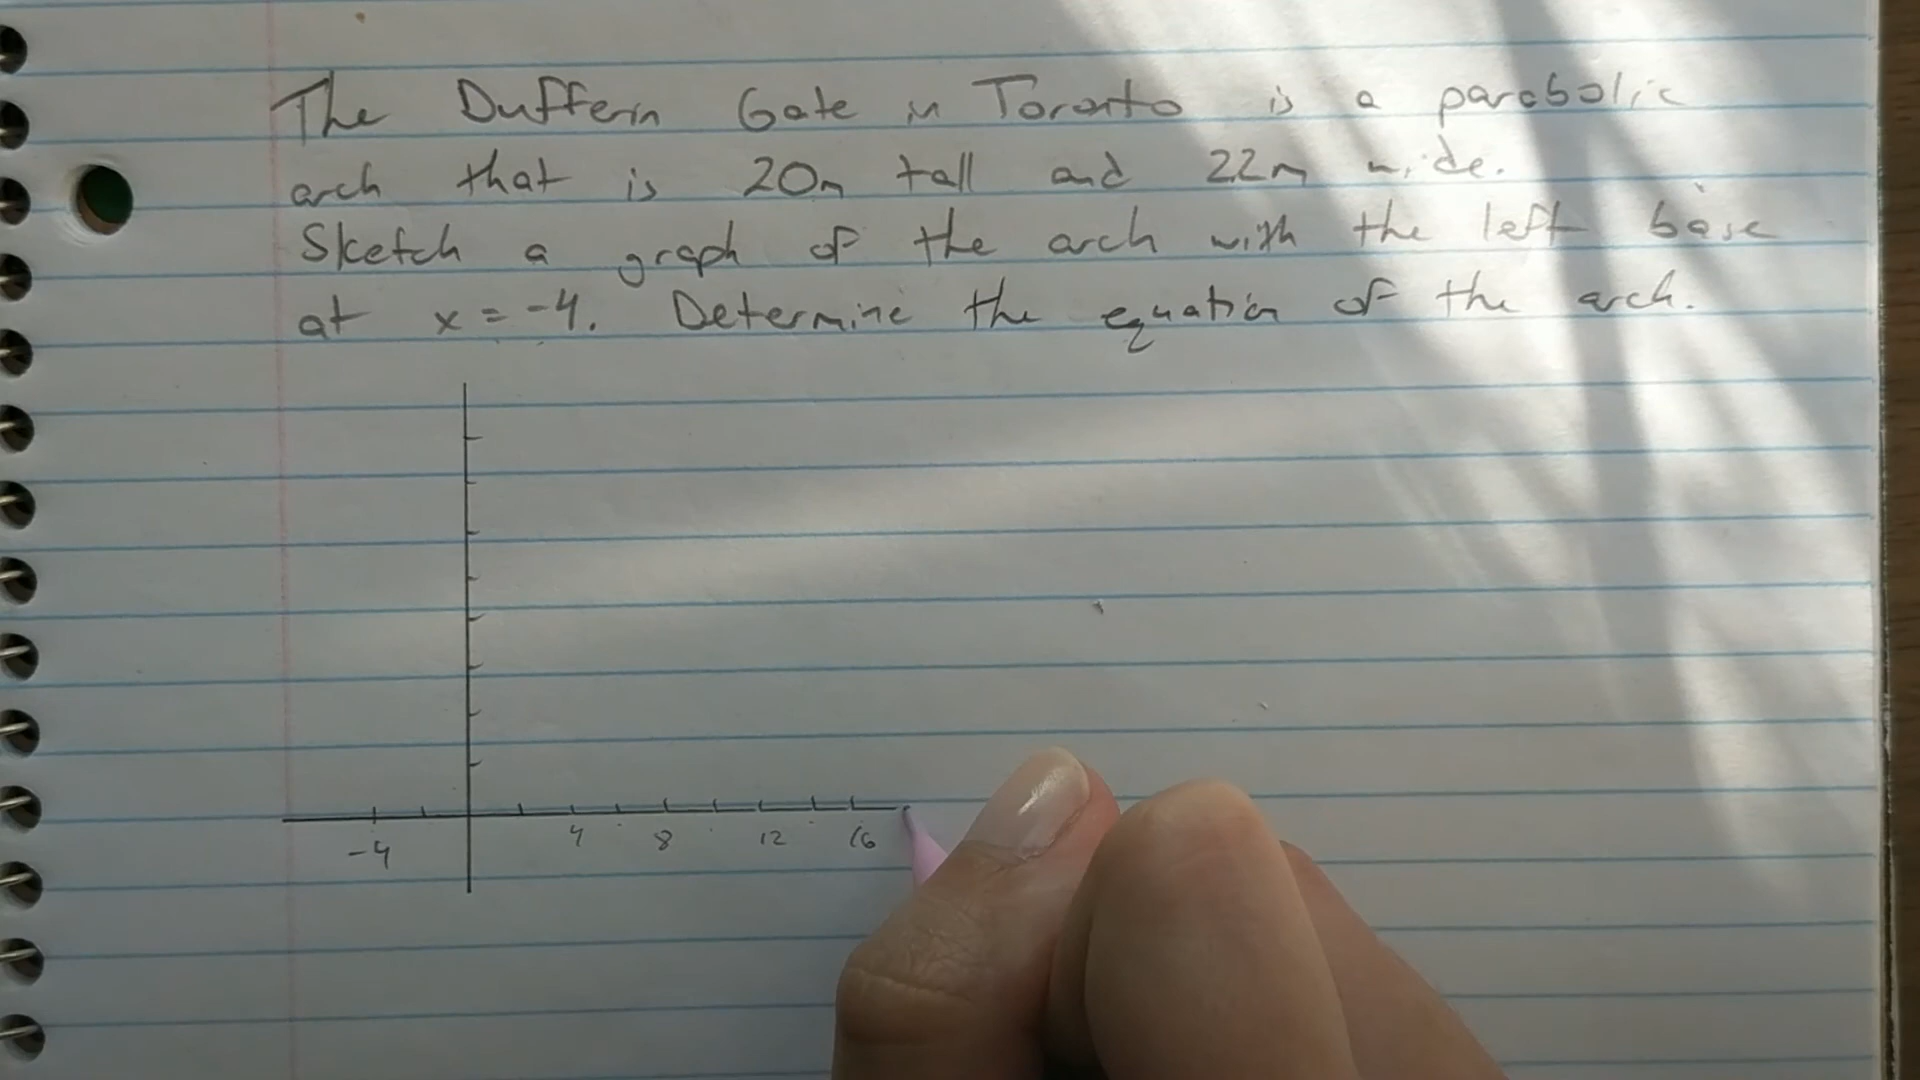 The Dufferin Gate in Toronto is a parabolic
arch that is 20m tall and 22m wide.
Sketch a graph of the arch with the left base
at x = -4. Determine the equation of the arch.
-4 4 8 12 16